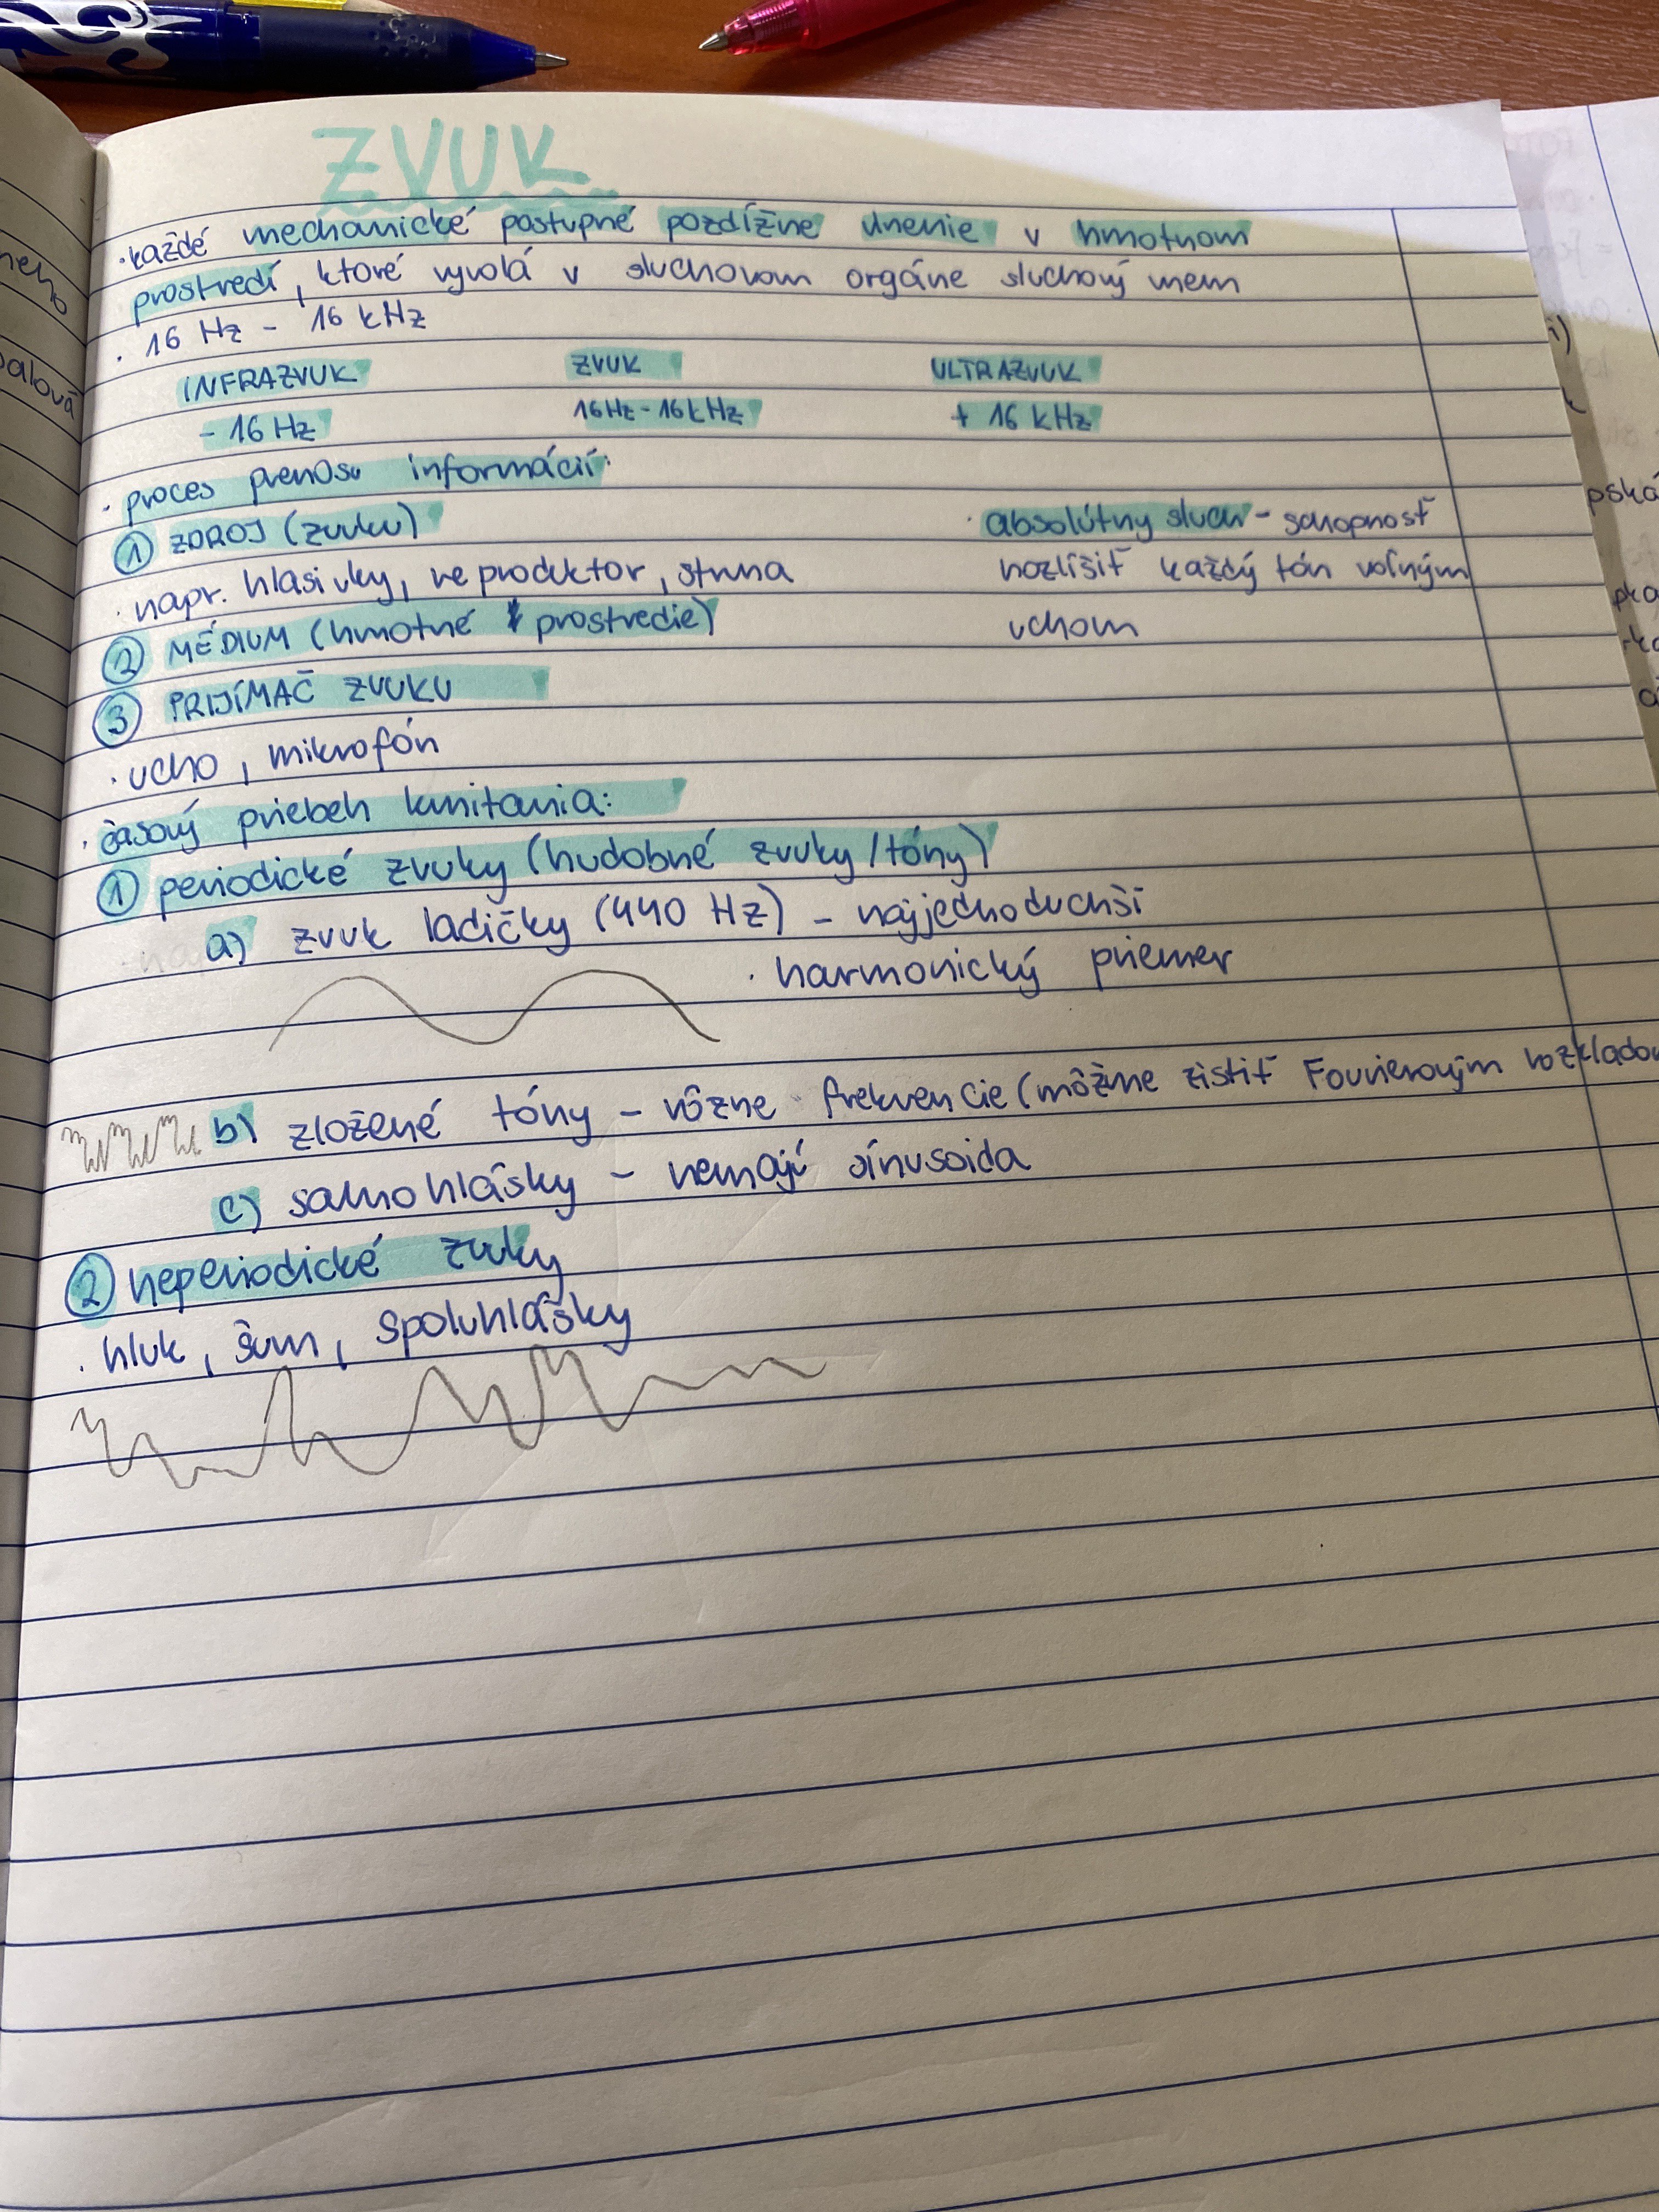 neho
balová
ZVUK
· každé mechanické postupné pozdĺžne vlnenie v hmotnom
prostredí, ktoré vyvolá v sluchovom orgáne sluchový vnem
· 16 Hz - 16 kHz
INFRAZVUK ZVUK ULTRAZVUK
- 16 Hz 16Hz - 16kHz + 16 kHz
· proces prenosu informácií:
① ZDROJ (zvuku)
· napr. hlasivky, reproduktor, struna
② MÉDIUM (hmotné prostredie)
· absolútny sluch - schopnosť
rozlíšiť každý tón voľným
uchom
③ PRIJÍMAČ ZVUKU
· ucho, mikrofón
· časový priebeh kmitania:
① periodické zvuky (hudobné zvuky/tóny)
a) zvuk ladičky (440 Hz) - najjednoduchší
· harmonický priemer
b) zložené tóny - rôzne frekvencie (môžme zistiť Fourierovým rozkladom
c) samohlásky - nemajú sínusoida
② neperiodické zvuky
· hluk, šum, spoluhlásky